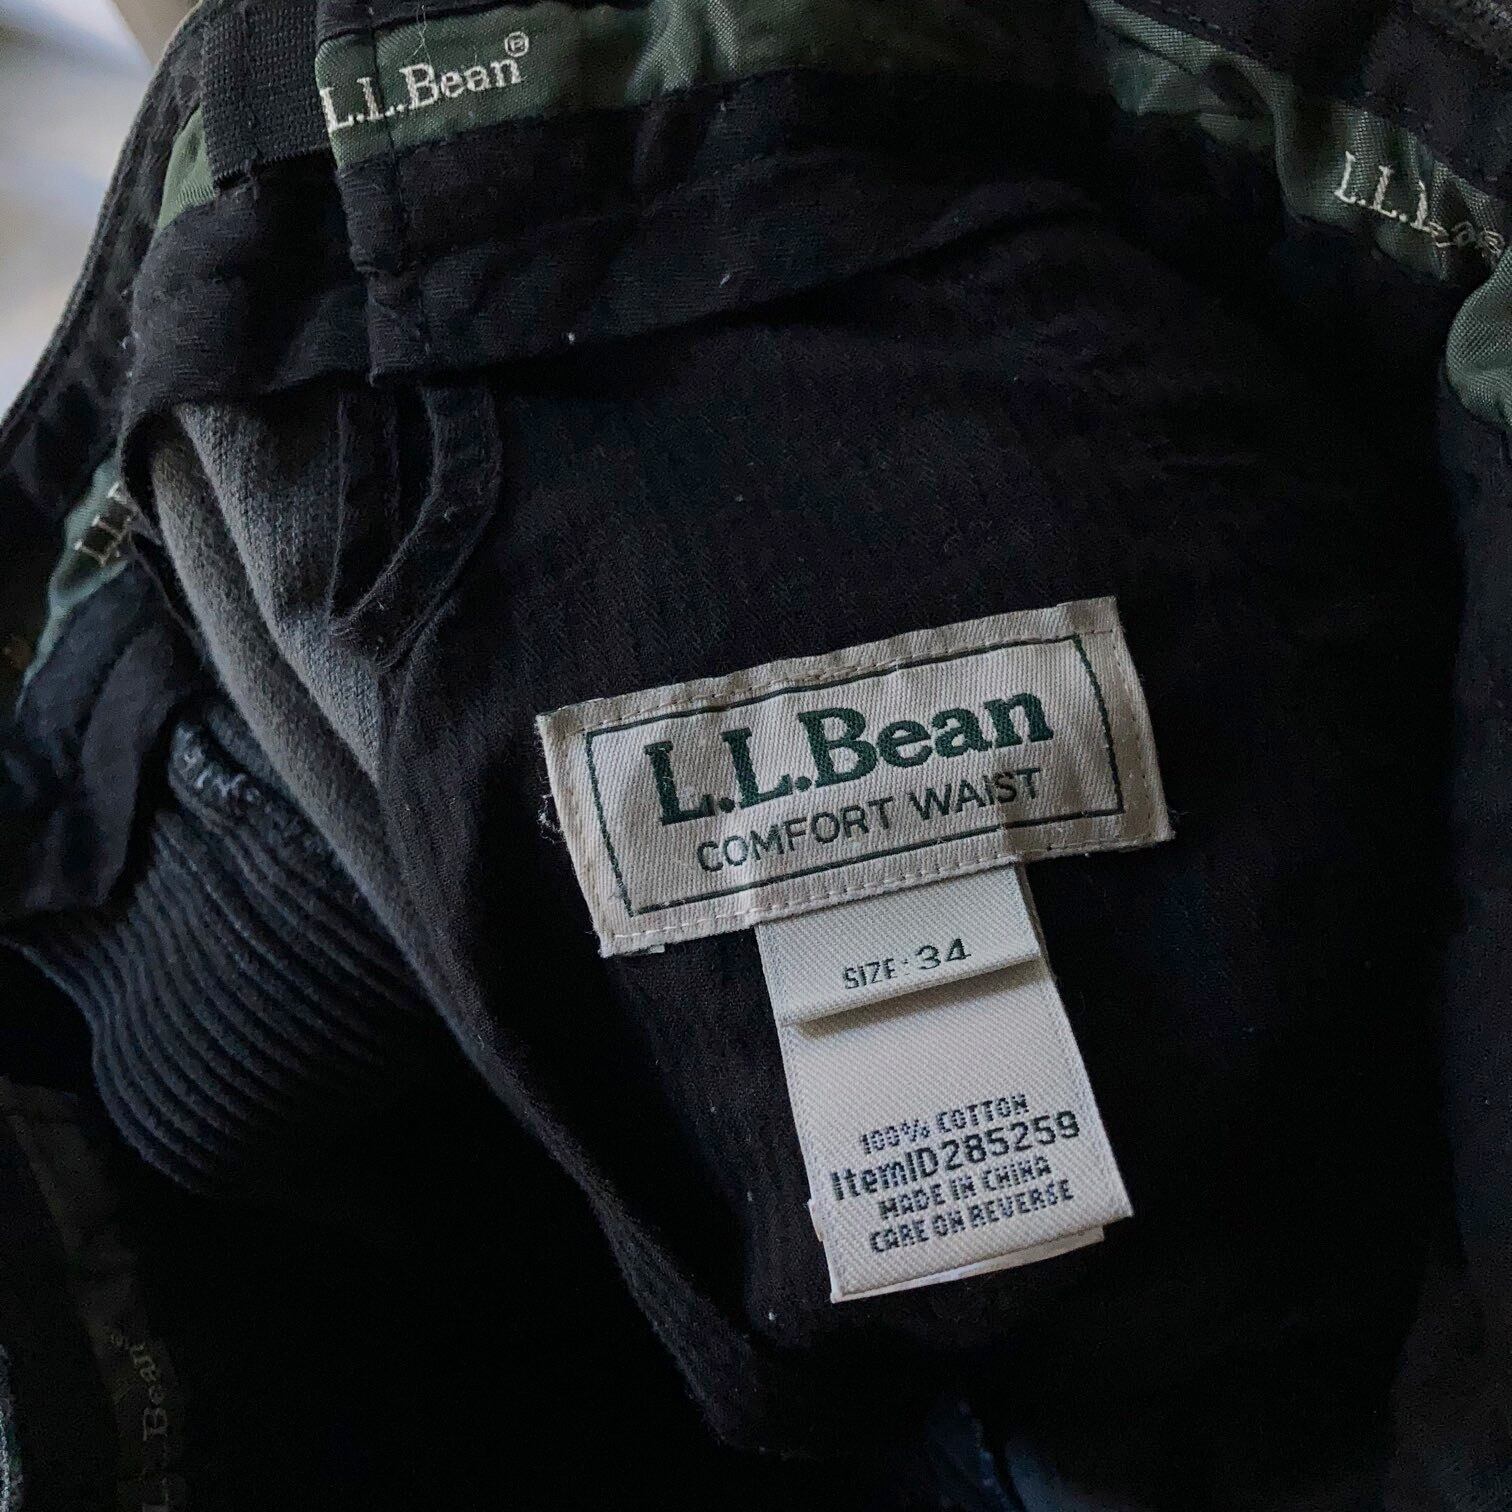 L.L.Bean®
L.L.Bean
L.L.Bean
COMFORT WAIST
SIZE: 34
100% COTTON
ItemID285259
MADE IN CHINA
CARE ON REVERSE
L.L.Bean®